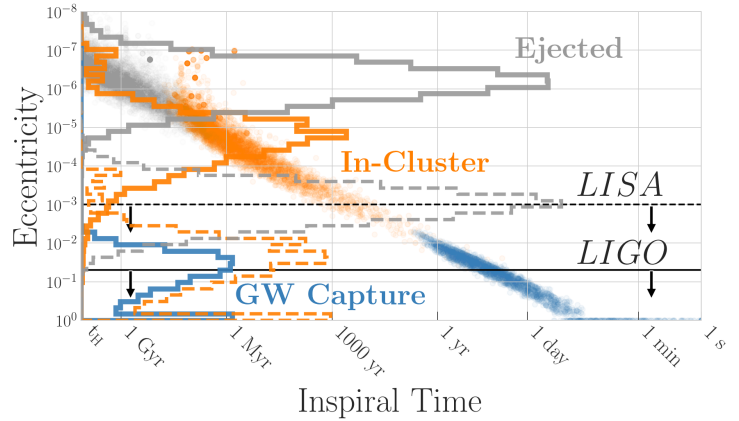 10⁻⁸
10⁻⁷
10⁻⁶
10⁻⁵
10⁻⁴
10⁻³
10⁻²
10⁻¹
10⁰
Eccentricity
Ejected
In-Cluster
LISA
LIGO
GW Capture
t_H
1 Gyr
1 Myr
1000 yr
1 yr
1 day
1 min
1 s
Inspiral Time